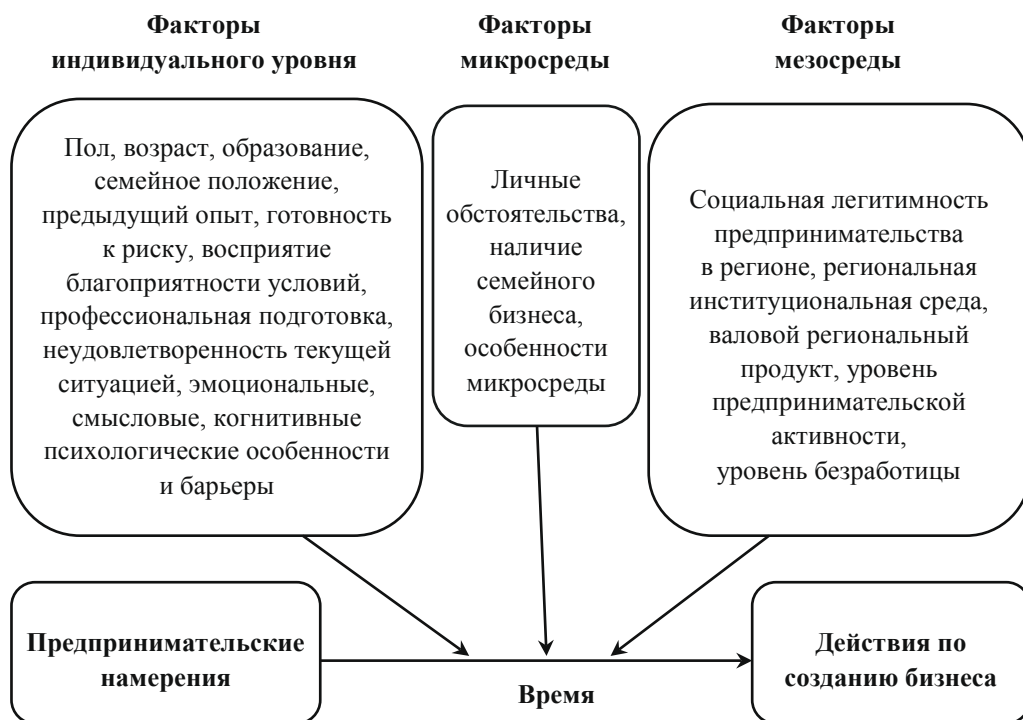 Факторы
индивидуального уровня
Факторы
микросреды
Факторы
мезосреды
Пол, возраст, образование,
семейное положение,
предыдущий опыт, готовность
к риску, восприятие
благоприятности условий,
профессиональная подготовка,
неудовлетворенность текущей
ситуацией, эмоциональные,
смысловые, когнитивные
психологические особенности
и барьеры
Личные
обстоятельства,
наличие
семейного
бизнеса,
особенности
микросреды
Социальная легитимность
предпринимательства
в регионе, региональная
институциональная среда,
валовой региональный
продукт, уровень
предпринимательской
активности,
уровень безработицы
Предпринимательские
намерения
Время
Действия по
созданию бизнеса